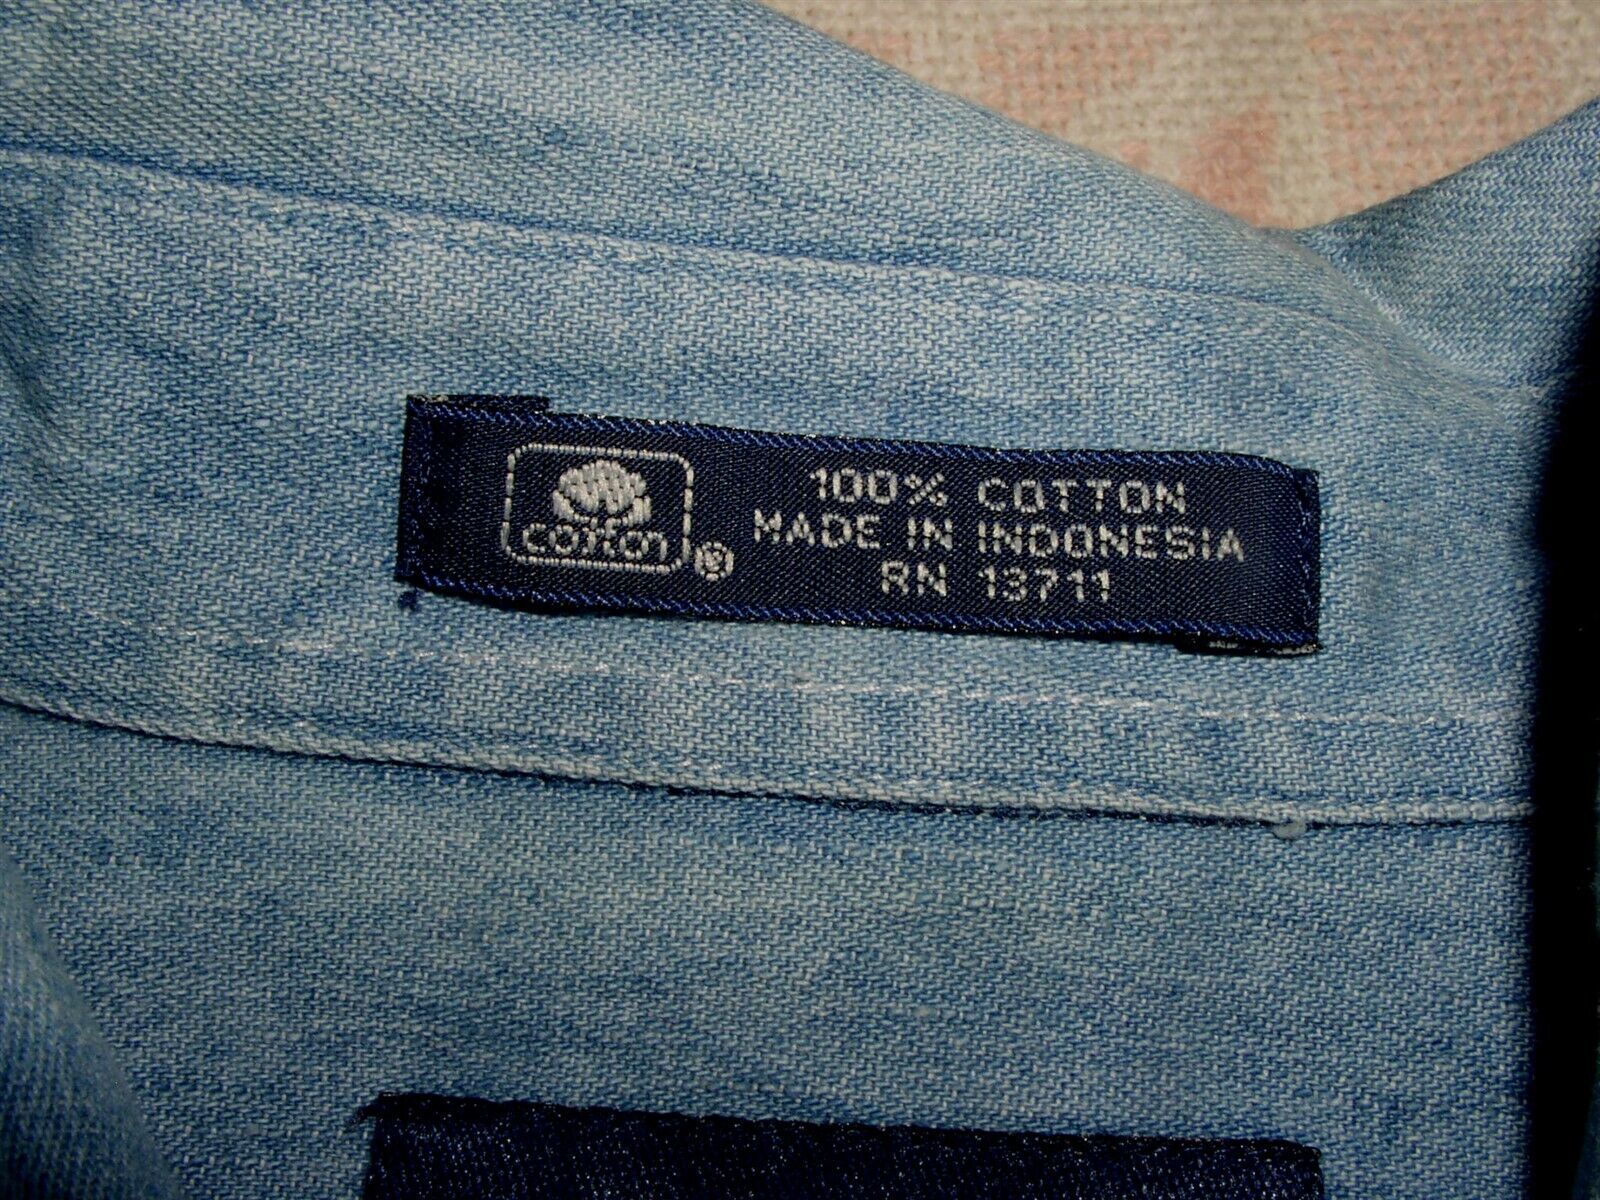 cotton ®
100% COTTON
MADE IN INDONESIA
RN 13711